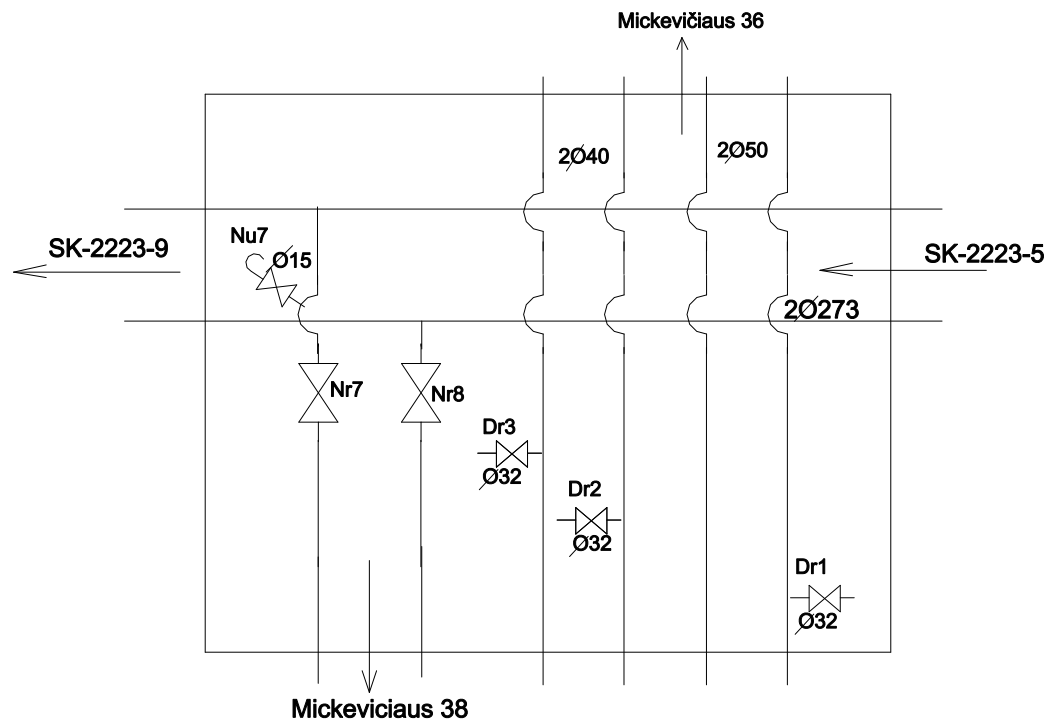 Mickevičiaus 36
2Ø40
2Ø50
Nu7
SK-2223-9
Ø15
SK-2223-5
2Ø273
Nr7
Nr8
Dr3
Ø32
Dr2
Ø32
Dr1
Ø32
Mickeviciaus 38